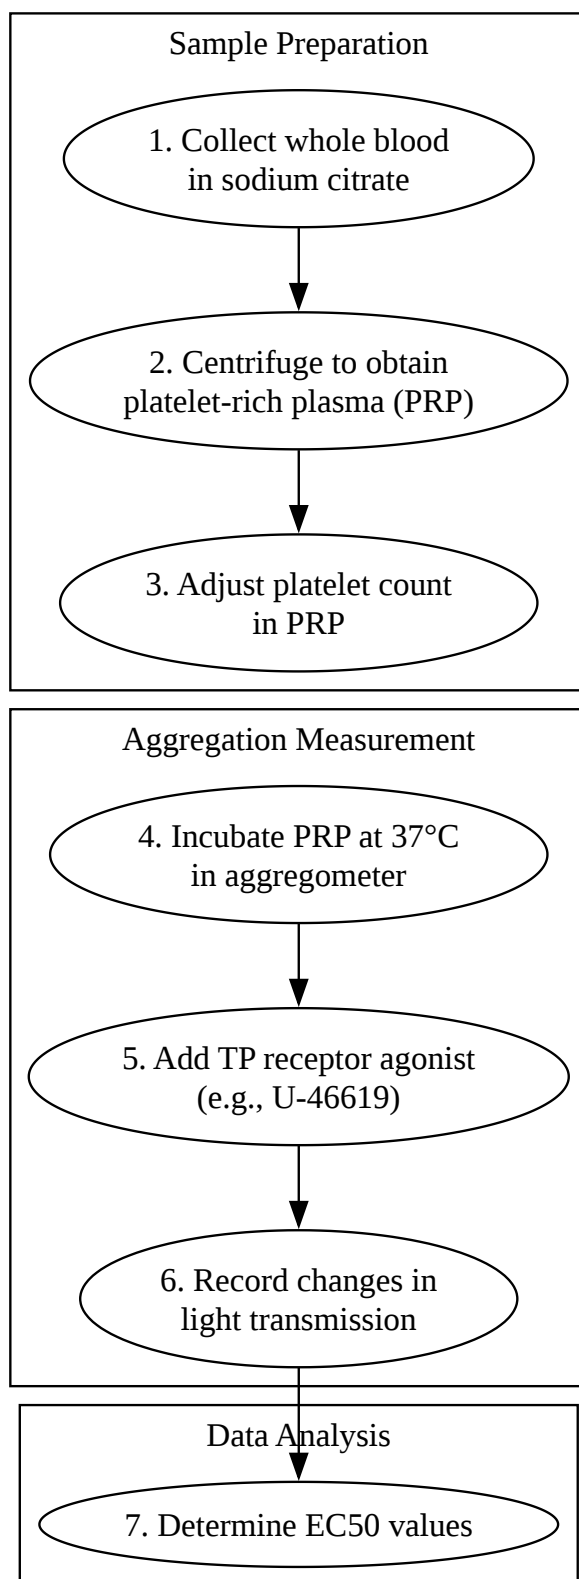 Sample Preparation
1. Collect whole blood
in sodium citrate
2. Centrifuge to obtain
platelet-rich plasma (PRP)
3. Adjust platelet count
in PRP
Aggregation Measurement
4. Incubate PRP at 37°C
in aggregometer
5. Add TP receptor agonist
(e.g., U-46619)
6. Record changes in
light transmission
Data Analysis
7. Determine EC50 values